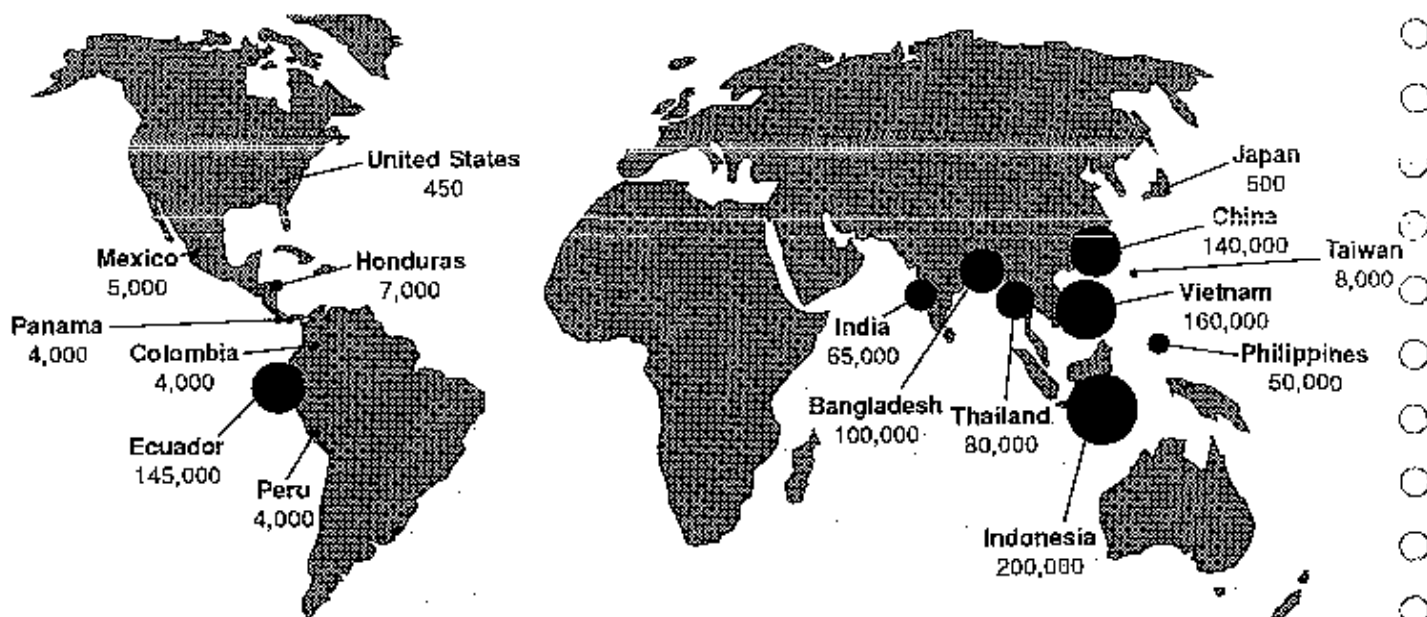 United States
450
Mexico
5,000
Honduras
7,000
Panama
4,000
Colombia
4,000
Ecuador
145,000
Peru
4,000
Japan
500
China
140,000
Taiwan
8,000
Vietnam
160,000
India
65,000
Philippines
50,000
Bangladesh
100,000
Thailand
80,000
Indonesia
200,000